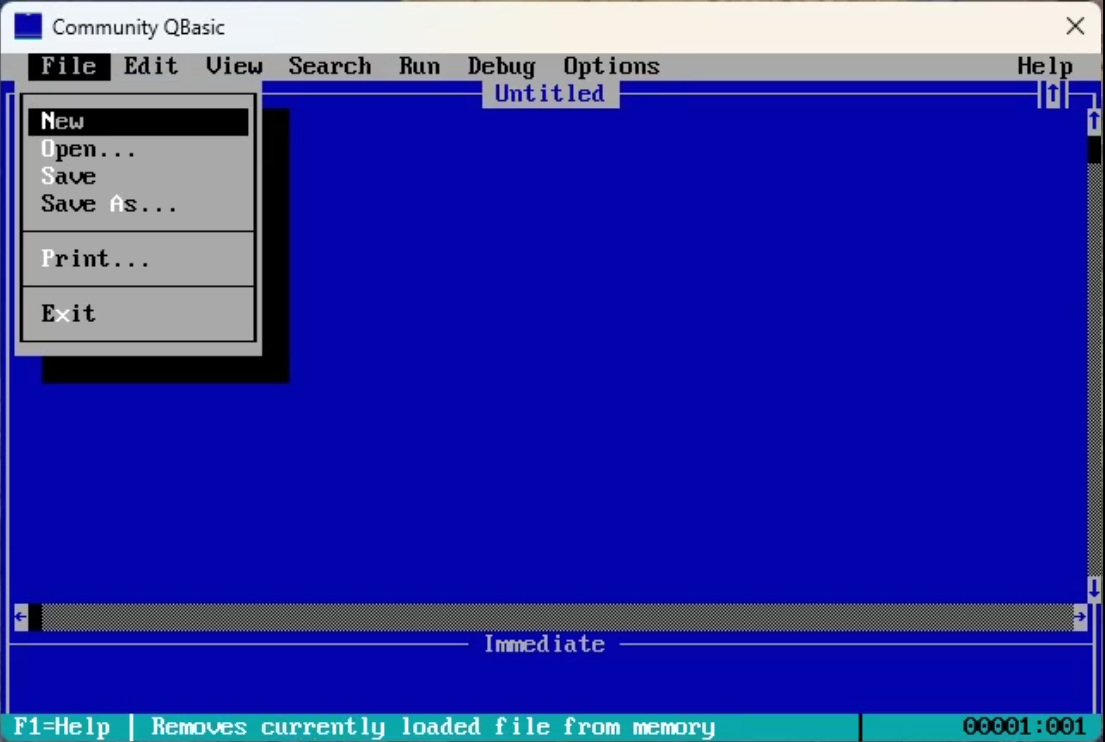 Community QBasic
File Edit View Search Run Debug Options Help
Untitled
New
Open...
Save
Save As...
Print...
Exit
Immediate
F1=Help Removes currently loaded file from memory 00001:001